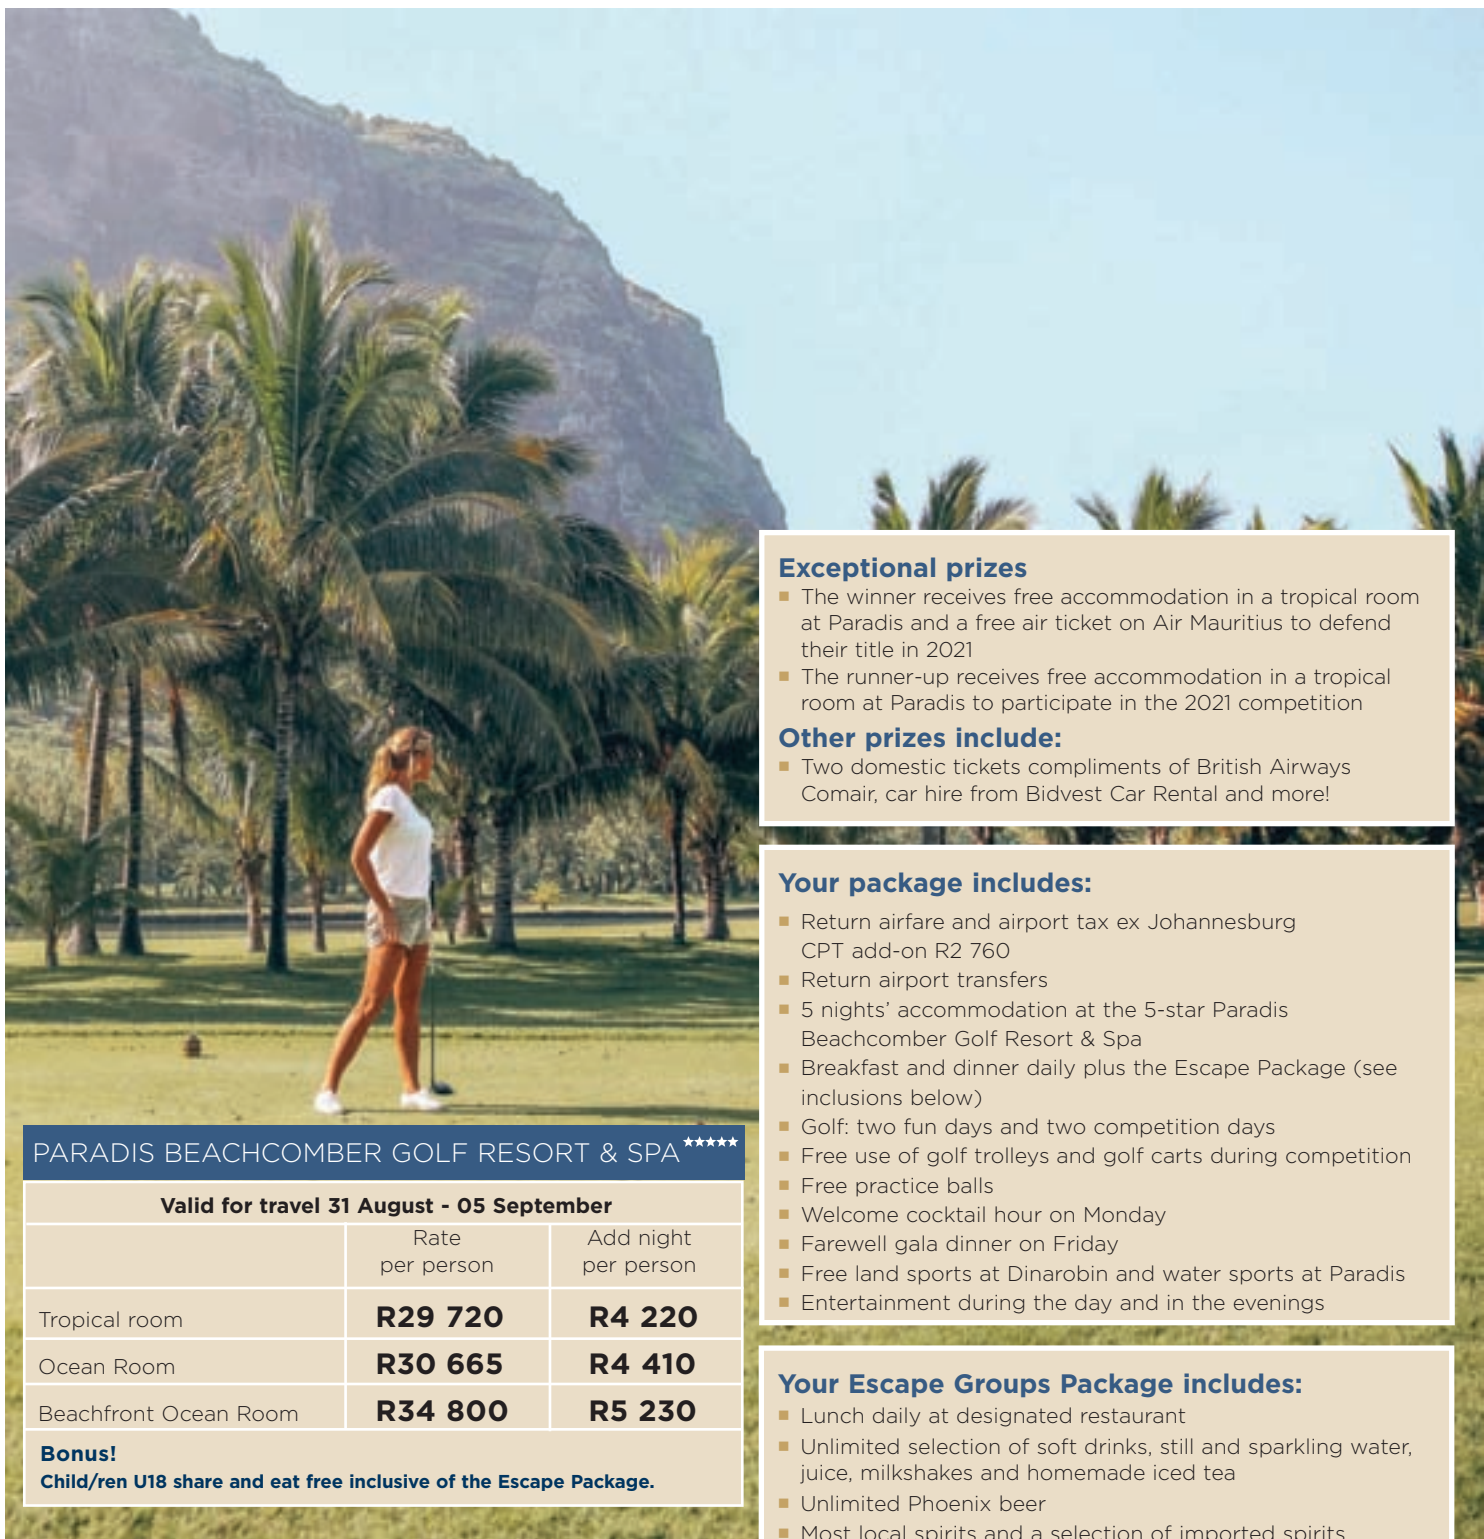 Exceptional prizes
The winner receives free accommodation in a tropical room
at Paradis and a free air ticket on Air Mauritius to defend
their title in 2021
The runner-up receives free accommodation in a tropical
room at Paradis to participate in the 2021 competition
Other prizes include:
Two domestic tickets compliments of British Airways
Comair, car hire from Bidvest Car Rental and more!
Your package includes:
Return airfare and airport tax ex Johannesburg
CPT add-on R2 760
Return airport transfers
5 nights’ accommodation at the 5-star Paradis
Beachcomber Golf Resort & Spa
Breakfast and dinner daily plus the Escape Package (see
inclusions below)
Golf: two fun days and two competition days
Free use of golf trolleys and golf carts during competition
Free practice balls
Welcome cocktail hour on Monday
Farewell gala dinner on Friday
Free land sports at Dinarobin and water sports at Paradis
Entertainment during the day and in the evenings
PARADIS BEACHCOMBER GOLF RESORT & SPA ★★★★★
Valid for travel 31 August - 05 September
Rate per person Add night per person
Tropical room R29 720 R4 220
Ocean Room R30 665 R4 410
Beachfront Ocean Room R34 800 R5 230
Bonus!
Child/ren U18 share and eat free inclusive of the Escape Package.
Your Escape Groups Package includes:
Lunch daily at designated restaurant
Unlimited selection of soft drinks, still and sparkling water,
juice, milkshakes and homemade iced tea
Unlimited Phoenix beer
Most local spirits and a selection of imported spirits